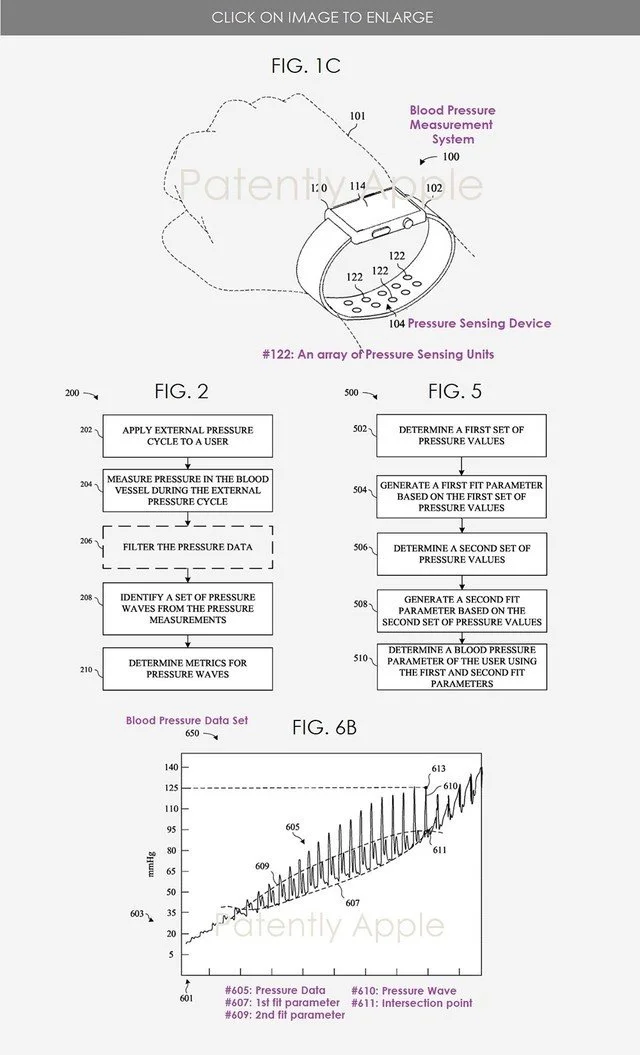 CLICK ON IMAGE TO ENLARGE
FIG. 1C
101
Blood Pressure
Measurement
System
100
Patently Apple
120
114
102
122
122
122
104 Pressure Sensing Device
#122: An array of Pressure Sensing Units
200
FIG. 2
202
APPLY EXTERNAL PRESSURE
CYCLE TO A USER
204
MEASURE PRESSURE IN THE BLOOD
VESSEL DURING THE EXTERNAL
PRESSURE CYCLE
206
FILTER THE PRESSURE DATA
208
IDENTIFY A SET OF PRESSURE
WAVES FROM THE PRESSURE
MEASUREMENTS
210
DETERMINE METRICS FOR
PRESSURE WAVES
500
FIG. 5
502
DETERMINE A FIRST SET OF
PRESSURE VALUES
504
GENERATE A FIRST FIT PARAMETER
BASED ON THE FIRST SET OF
PRESSURE VALUES
506
DETERMINE A SECOND SET OF
PRESSURE VALUES
508
GENERATE A SECOND FIT
PARAMETER BASED ON THE
SECOND SET OF PRESSURE VALUES
510
DETERMINE A BLOOD PRESSURE
PARAMETER OF THE USER USING
THE FIRST AND SECOND FIT
PARAMETERS
Blood Pressure Data Set
650
FIG. 6B
140
125
110
95
80
65
50
35
20
5
mmHg
603
601
613
610
605
611
609
607
Patently Apple
#605: Pressure Data
#607: 1st fit parameter
#609: 2nd fit parameter
#610: Pressure Wave
#611: Intersection point